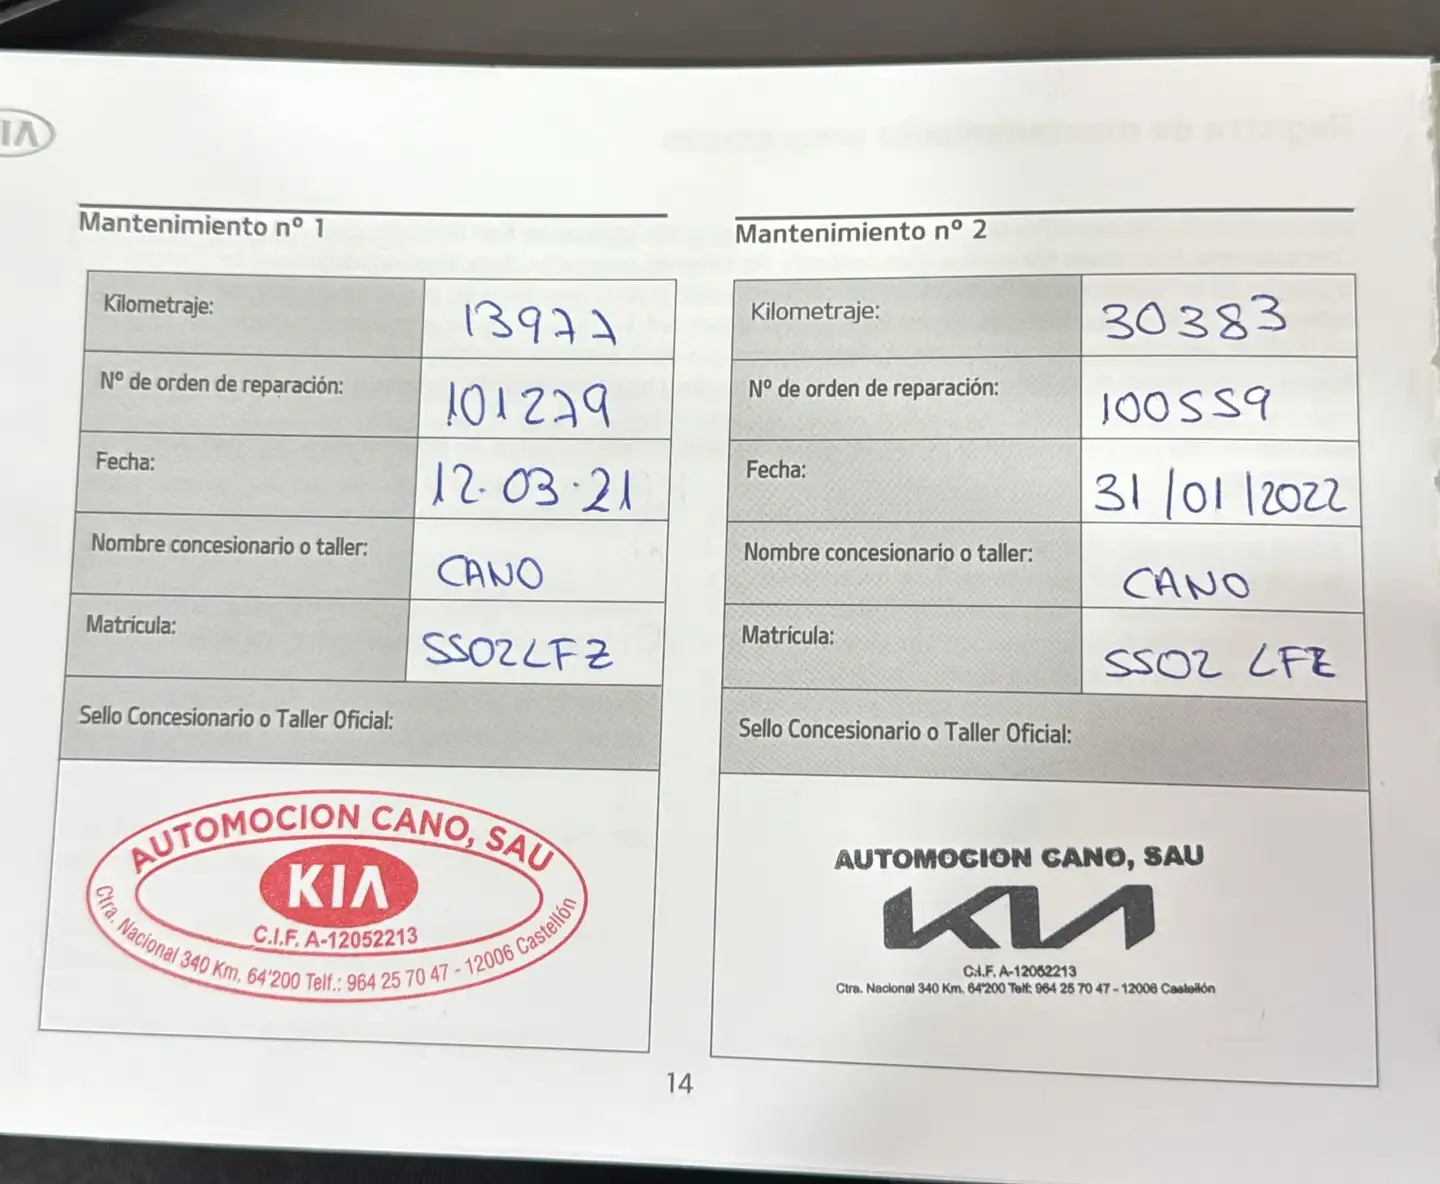 KIA
Mantenimiento nº 1
Kilometraje: 13977
Nº de orden de reparación: 101279
Fecha: 12.03.21
Nombre concesionario o taller: CANO
Matrícula: 5502LFZ
Sello Concesionario o Taller Oficial:
AUTOMOCION CANO, SAU
KIA
C.I.F. A-12052213
Ctra. Nacional 340 Km. 64'200 Telf.: 964 25 70 47 - 12006 Castellón
Mantenimiento nº 2
Kilometraje: 30383
Nº de orden de reparación: 100559
Fecha: 31/01/2022
Nombre concesionario o taller: CANO
Matrícula: 5502 LFZ
Sello Concesionario o Taller Oficial:
AUTOMOCION CANO, SAU
KIA
C.I.F. A-12052213
Ctra. Nacional 340 Km. 64'200 Telf: 964 25 70 47 - 12006 Castellón
14